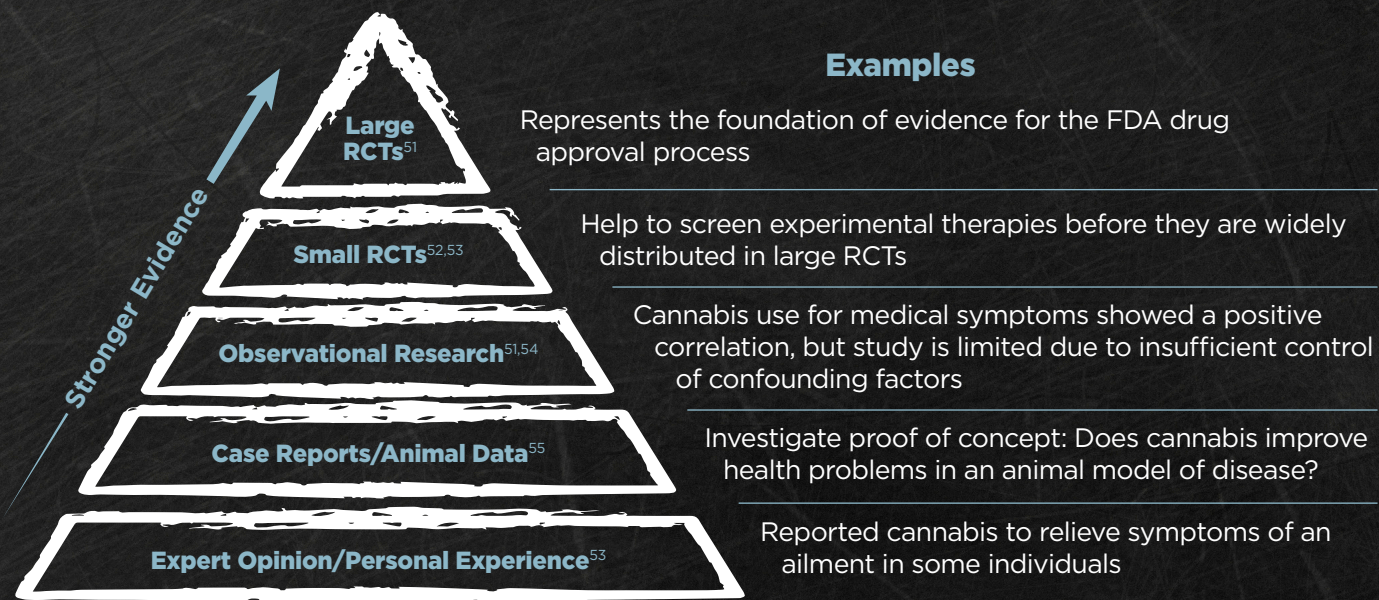 Examples
Stronger Evidence
Large
RCTs51
Represents the foundation of evidence for the FDA drug
approval process
Small RCTs52,53
Help to screen experimental therapies before they are widely
distributed in large RCTs
Observational Research51,54
Cannabis use for medical symptoms showed a positive
correlation, but study is limited due to insufficient control
of confounding factors
Case Reports/Animal Data55
Investigate proof of concept: Does cannabis improve
health problems in an animal model of disease?
Expert Opinion/Personal Experience53
Reported cannabis to relieve symptoms of an
ailment in some individuals